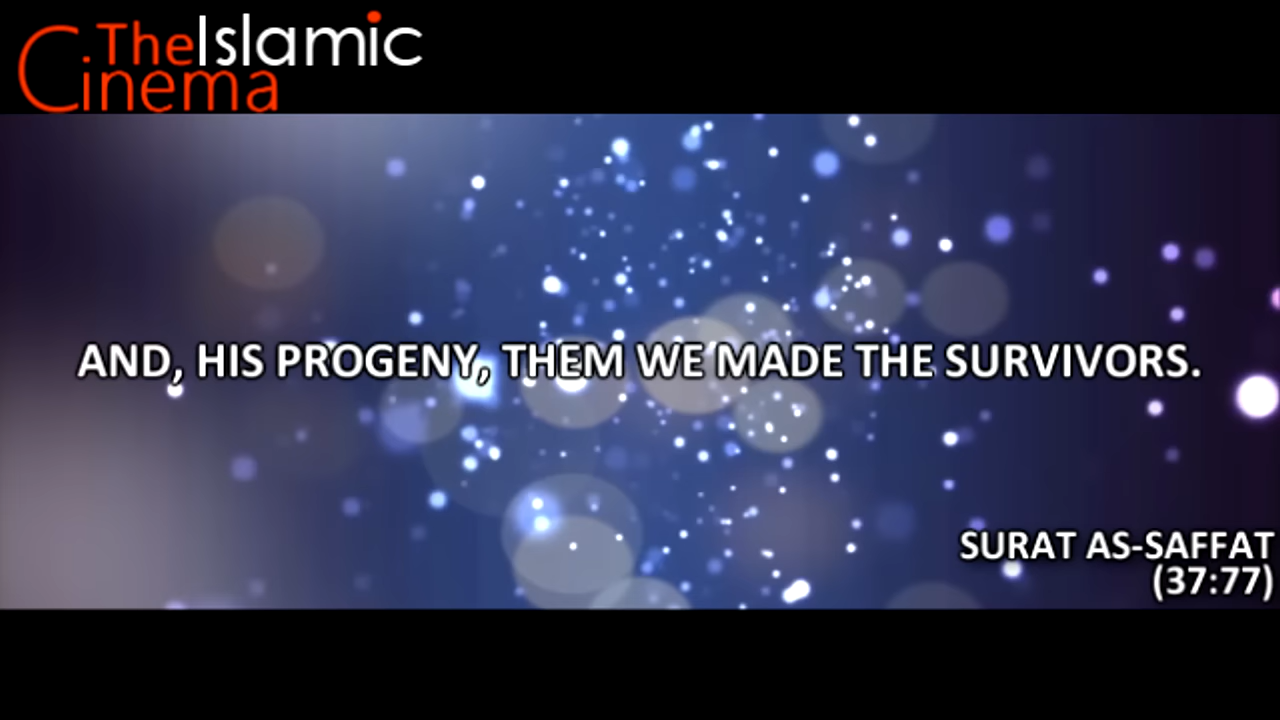 TheIslamic
Cinema
AND, HIS PROGENY, THEM WE MADE THE SURVIVORS.
SURAT AS-SAFFAT
(37:77)